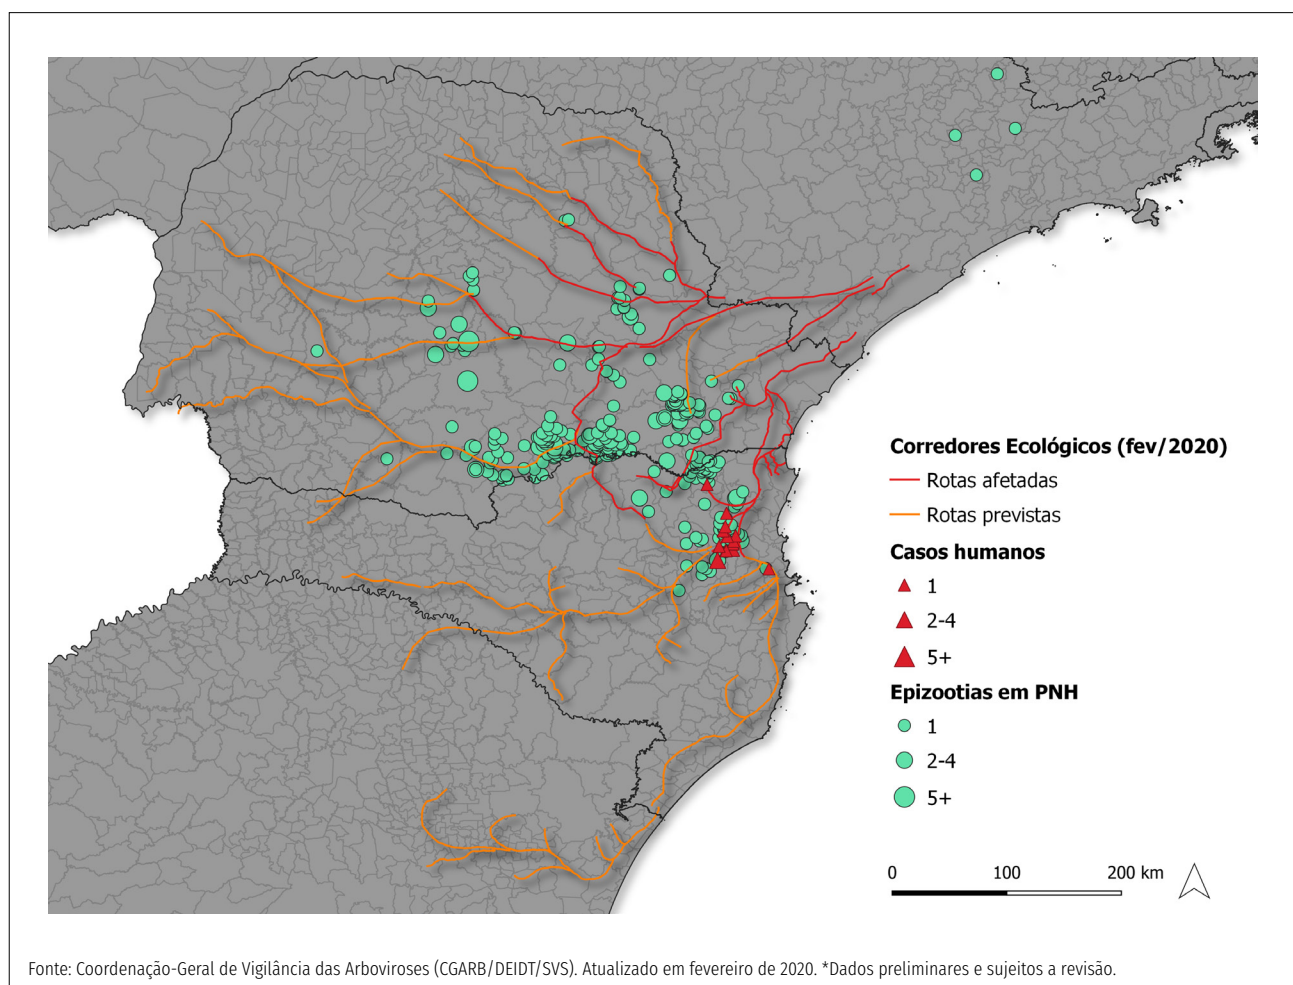 Corredores Ecológicos (fev/2020)
Rotas afetadas
Rotas previstas
Casos humanos
1
2-4
5+
Epizootias em PNH
1
2-4
5+
0 100 200 km
Fonte: Coordenação-Geral de Vigilância das Arboviroses (CGARB/DEIDT/SVS). Atualizado em fevereiro de 2020. *Dados preliminares e sujeitos a revisão.